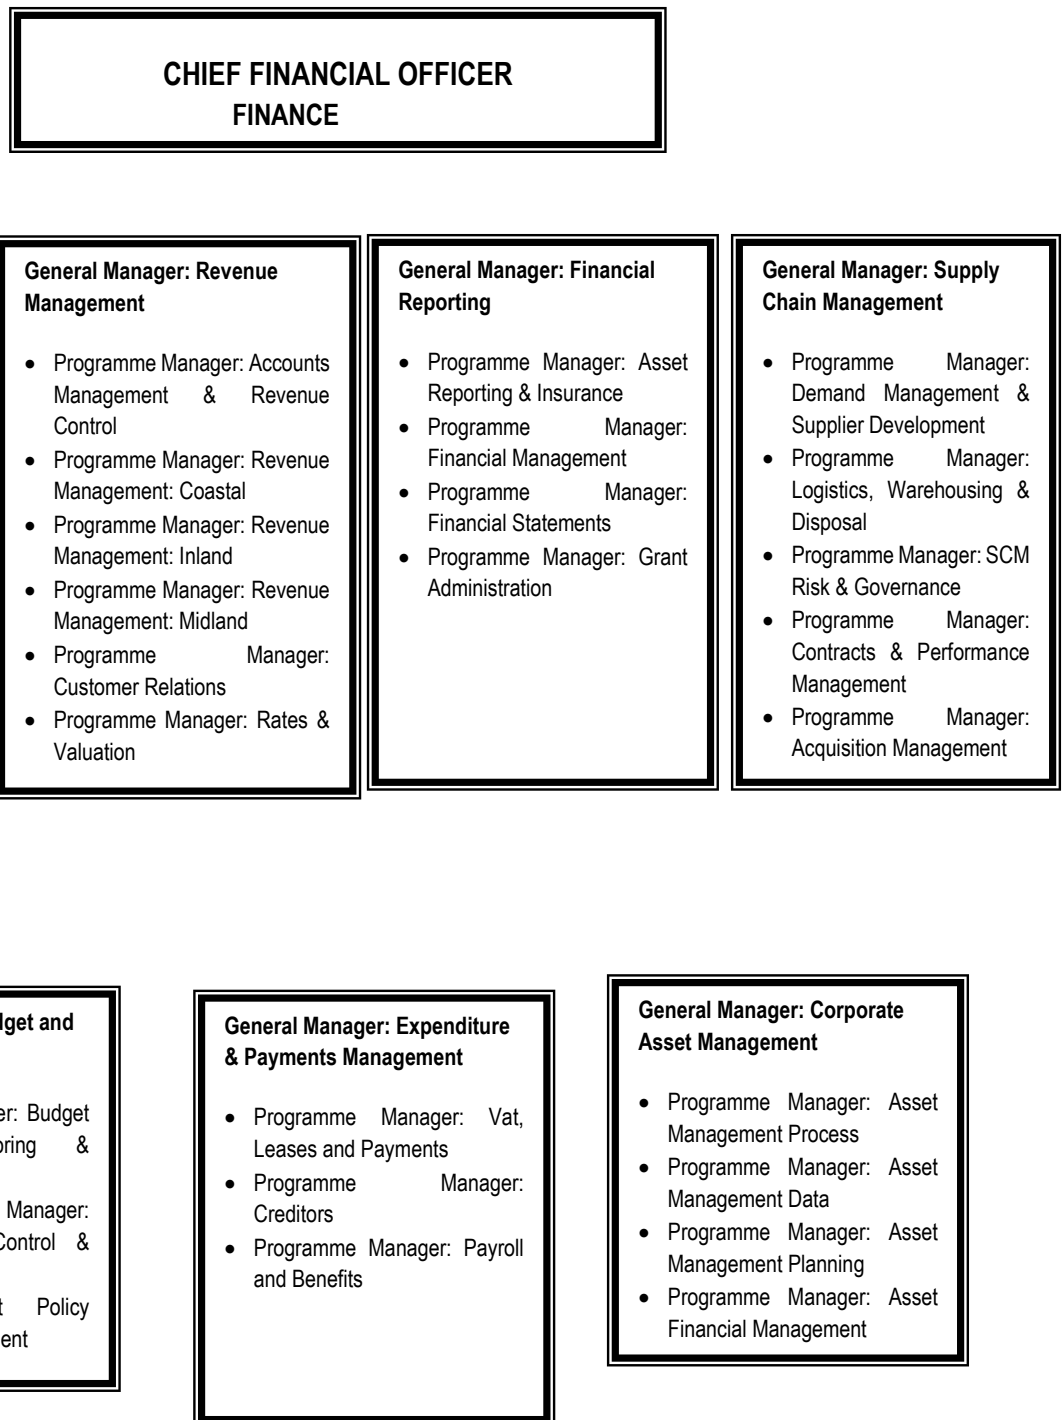 CHIEF FINANCIAL OFFICER
FINANCE
General Manager: Revenue
Management
• Programme Manager: Accounts
Management & Revenue
Control
• Programme Manager: Revenue
Management: Coastal
• Programme Manager: Revenue
Management: Inland
• Programme Manager: Revenue
Management: Midland
• Programme Manager:
Customer Relations
• Programme Manager: Rates &
Valuation
General Manager: Financial
Reporting
• Programme Manager: Asset
Reporting & Insurance
• Programme Manager:
Financial Management
• Programme Manager:
Financial Statements
• Programme Manager: Grant
Administration
General Manager: Supply
Chain Management
• Programme Manager:
Demand Management &
Supplier Development
• Programme Manager:
Logistics, Warehousing &
Disposal
• Programme Manager: SCM
Risk & Governance
• Programme Manager:
Contracts & Performance
Management
• Programme Manager:
Acquisition Management
and
Budget
&
Manager:
Control &
Policy
General Manager: Expenditure
& Payments Management
• Programme Manager: Vat,
Leases and Payments
• Programme Manager:
Creditors
• Programme Manager: Payroll
and Benefits
General Manager: Corporate
Asset Management
• Programme Manager: Asset
Management Process
• Programme Manager: Asset
Management Data
• Programme Manager: Asset
Management Planning
• Programme Manager: Asset
Financial Management